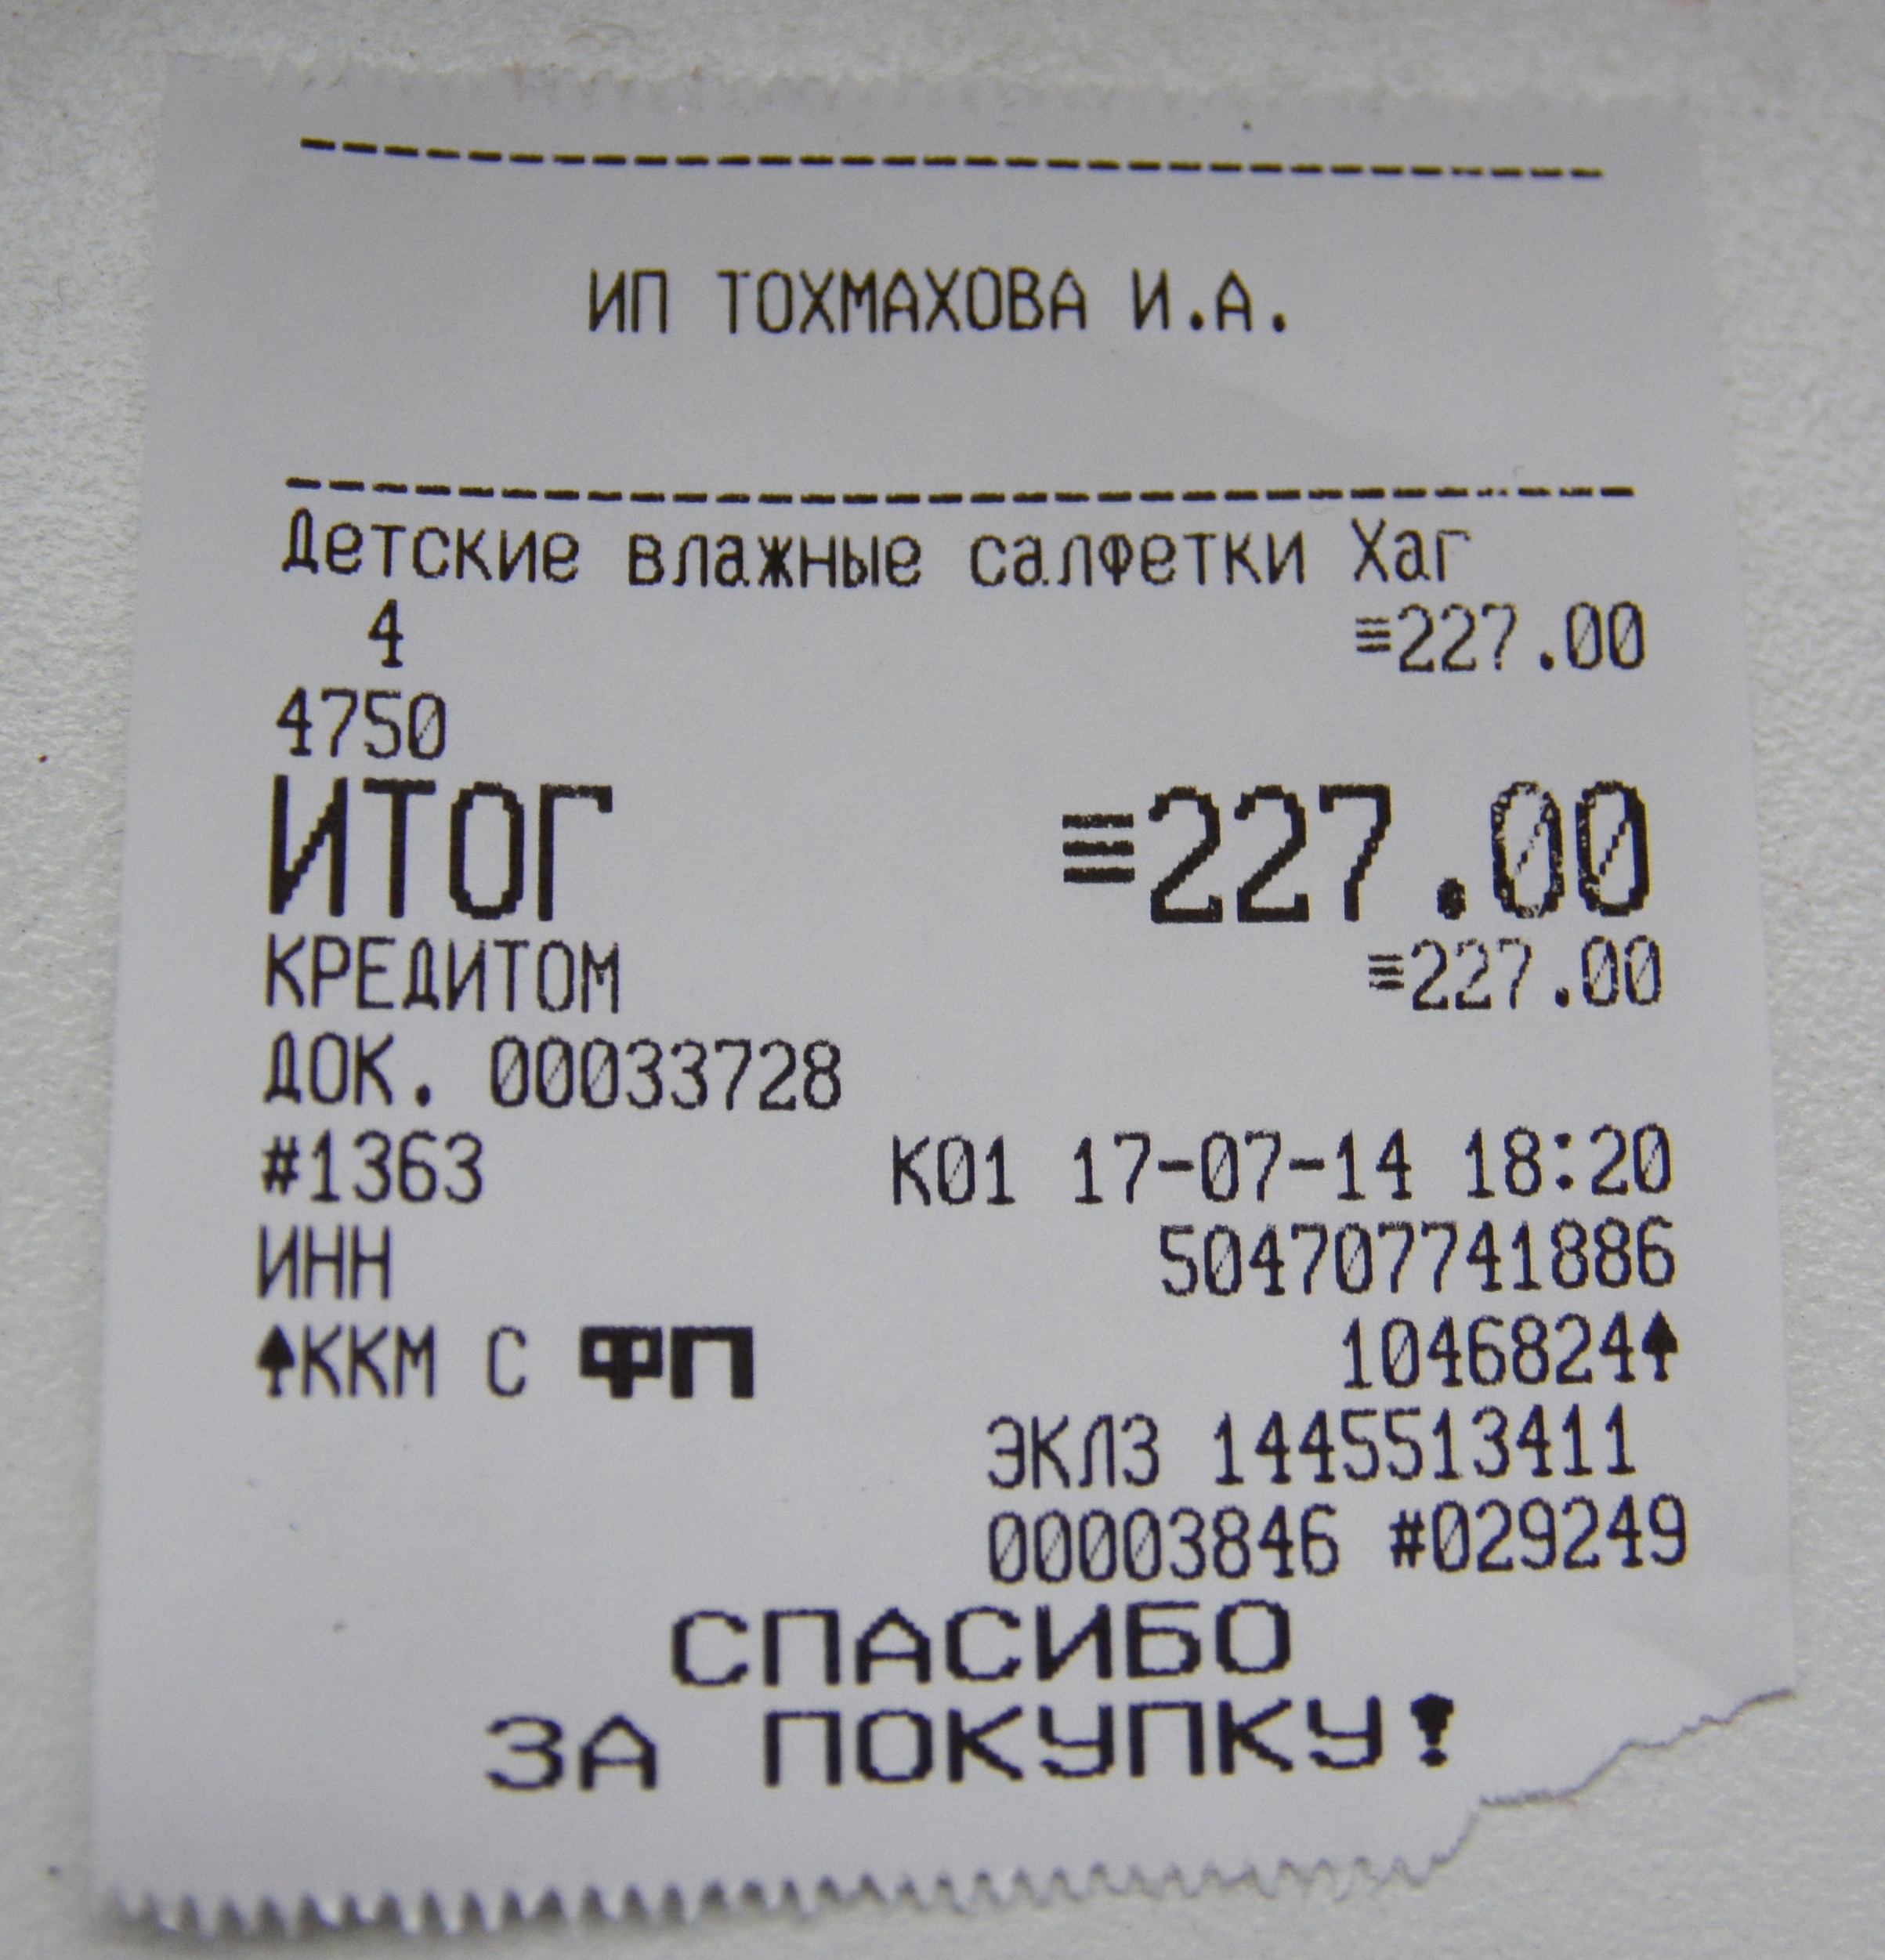 ИП ТОХМАХОВА И.А.
Детские влажные салфетки Хаг
4 ≡227.00
4750
ИТОГ ≡227.00
КРЕДИТОМ ≡227.00
ДОК. 00033728
#1363 К01 17-07-14 18:20
ИНН 504707741886
ККМ С ФП 10468244
ЭКЛЗ 1445513411
00003846 #029249
СПАСИБО
ЗА ПОКУПКУ!